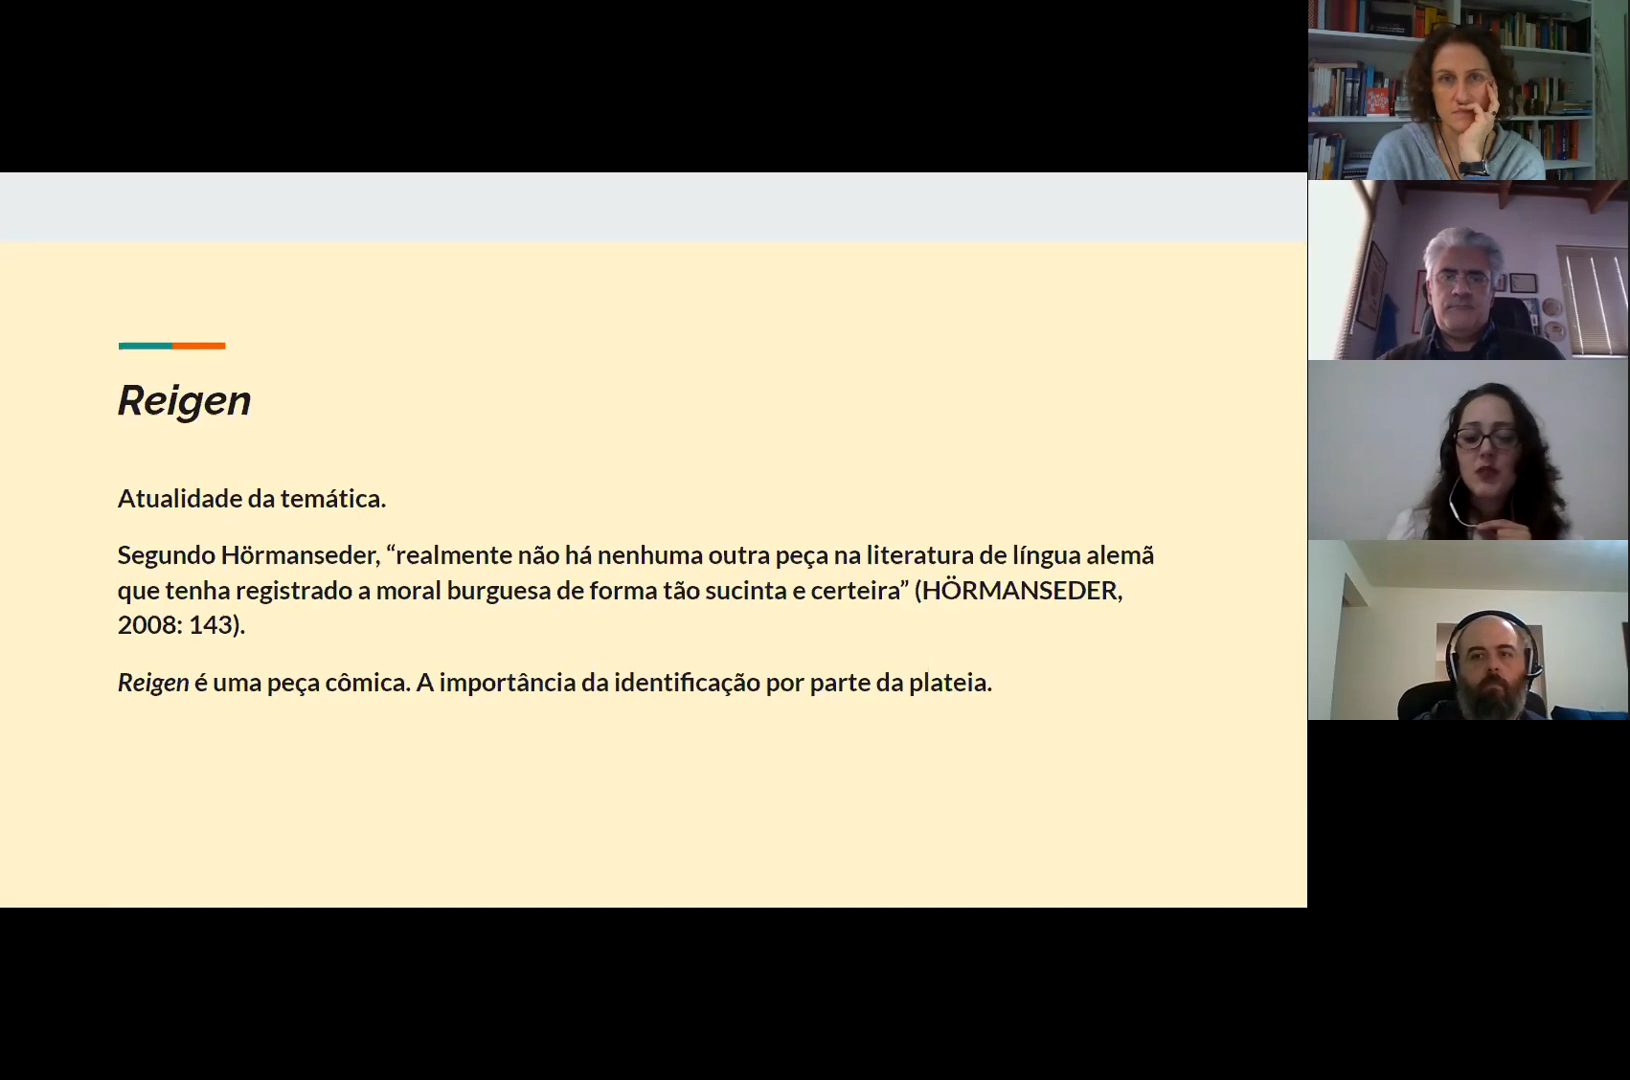 Reigen
Atualidade da temática.
Segundo Hörmanseder, “realmente não há nenhuma outra peça na literatura de língua alemã
que tenha registrado a moral burguesa de forma tão sucinta e certeira” (HÖRMANSEDER,
2008: 143).
Reigen é uma peça cômica. A importância da identificação por parte da plateia.